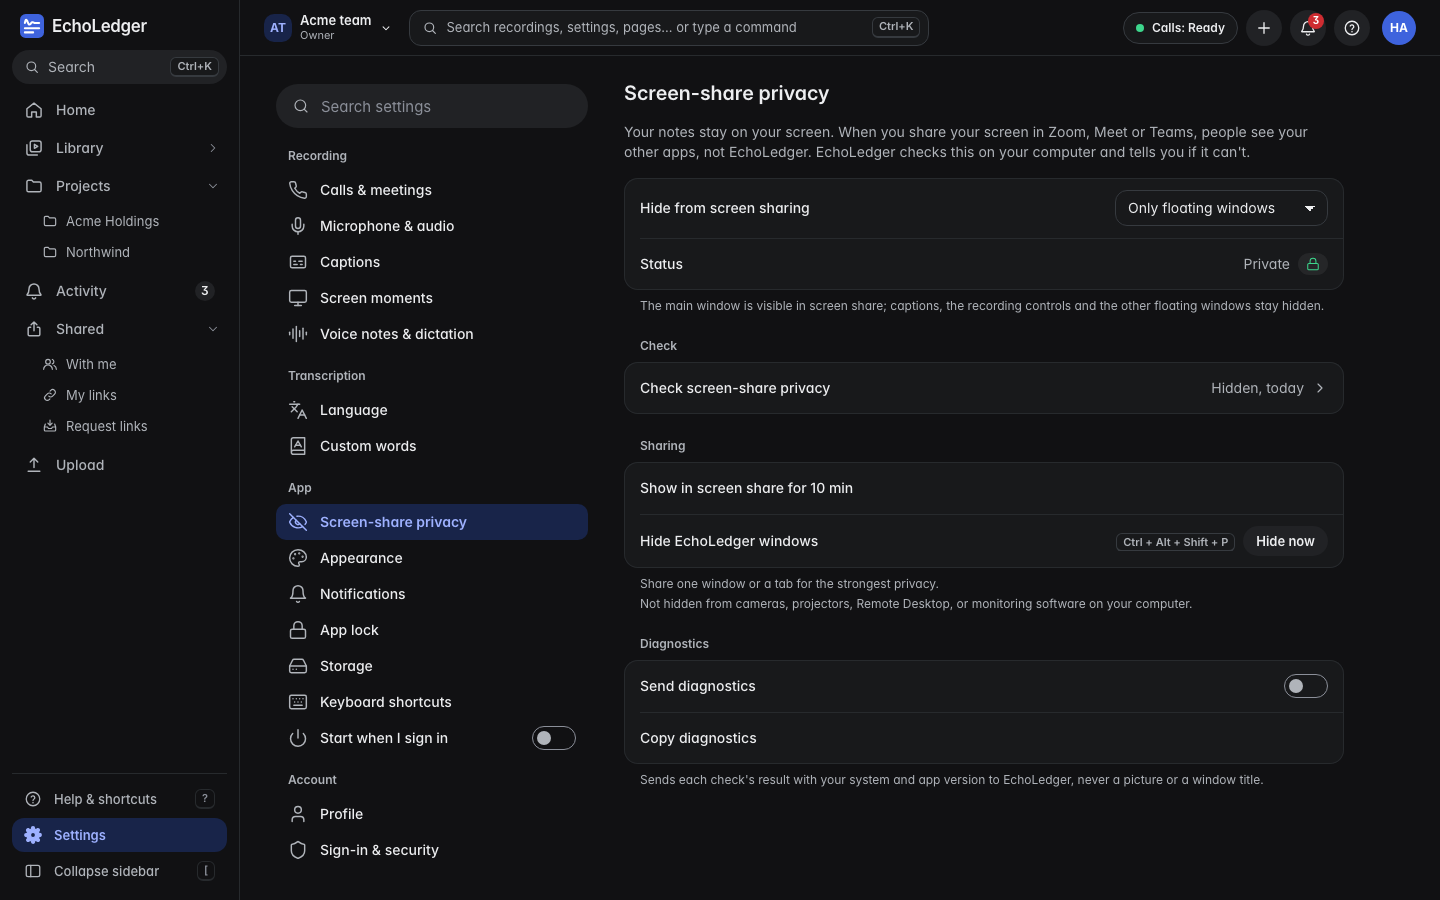 EchoLedger
Search
Ctrl+K
Home
Library
Projects
Acme Holdings
Northwind
Activity
3
Shared
With me
My links
Request links
Upload
Help & shortcuts
?
Settings
Collapse sidebar
[
AT
Acme team
Owner
Search recordings, settings, pages... or type a command
Ctrl+K
Calls: Ready
3
HA
Search settings
Recording
Calls & meetings
Microphone & audio
Captions
Screen moments
Voice notes & dictation
Transcription
Language
Custom words
App
Screen-share privacy
Appearance
Notifications
App lock
Storage
Keyboard shortcuts
Start when I sign in
Account
Profile
Sign-in & security
Screen-share privacy
Your notes stay on your screen. When you share your screen in Zoom, Meet or Teams, people see your
other apps, not EchoLedger. EchoLedger checks this on your computer and tells you if it can't.
Hide from screen sharing
Only floating windows
Status
Private
The main window is visible in screen share; captions, the recording controls and the other floating windows stay hidden.
Check
Check screen-share privacy
Hidden, today
Sharing
Show in screen share for 10 min
Hide EchoLedger windows
Ctrl + Alt + Shift + P
Hide now
Share one window or a tab for the strongest privacy.
Not hidden from cameras, projectors, Remote Desktop, or monitoring software on your computer.
Diagnostics
Send diagnostics
Copy diagnostics
Sends each check's result with your system and app version to EchoLedger, never a picture or a window title.